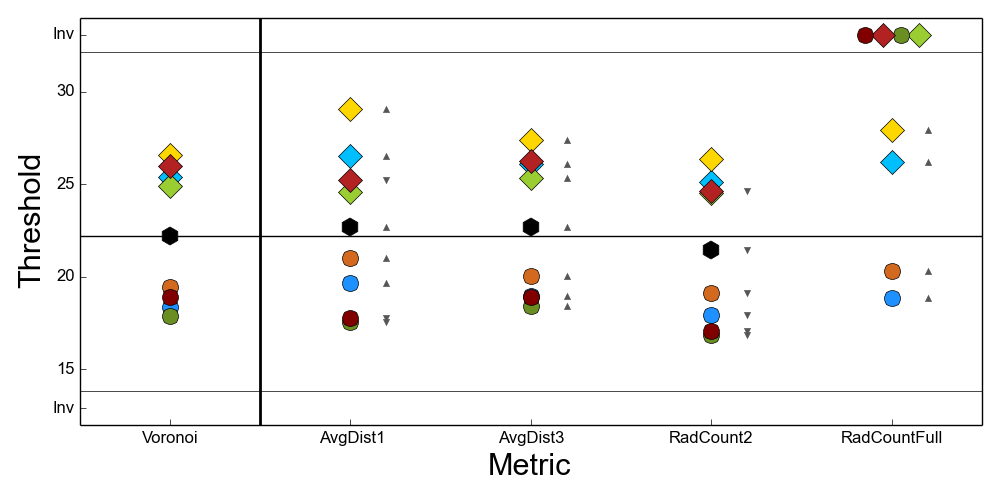 Inv
30
25
20
15
Inv
Threshold
Voronoi AvgDist1 AvgDist3 RadCount2 RadCountFull
Metric